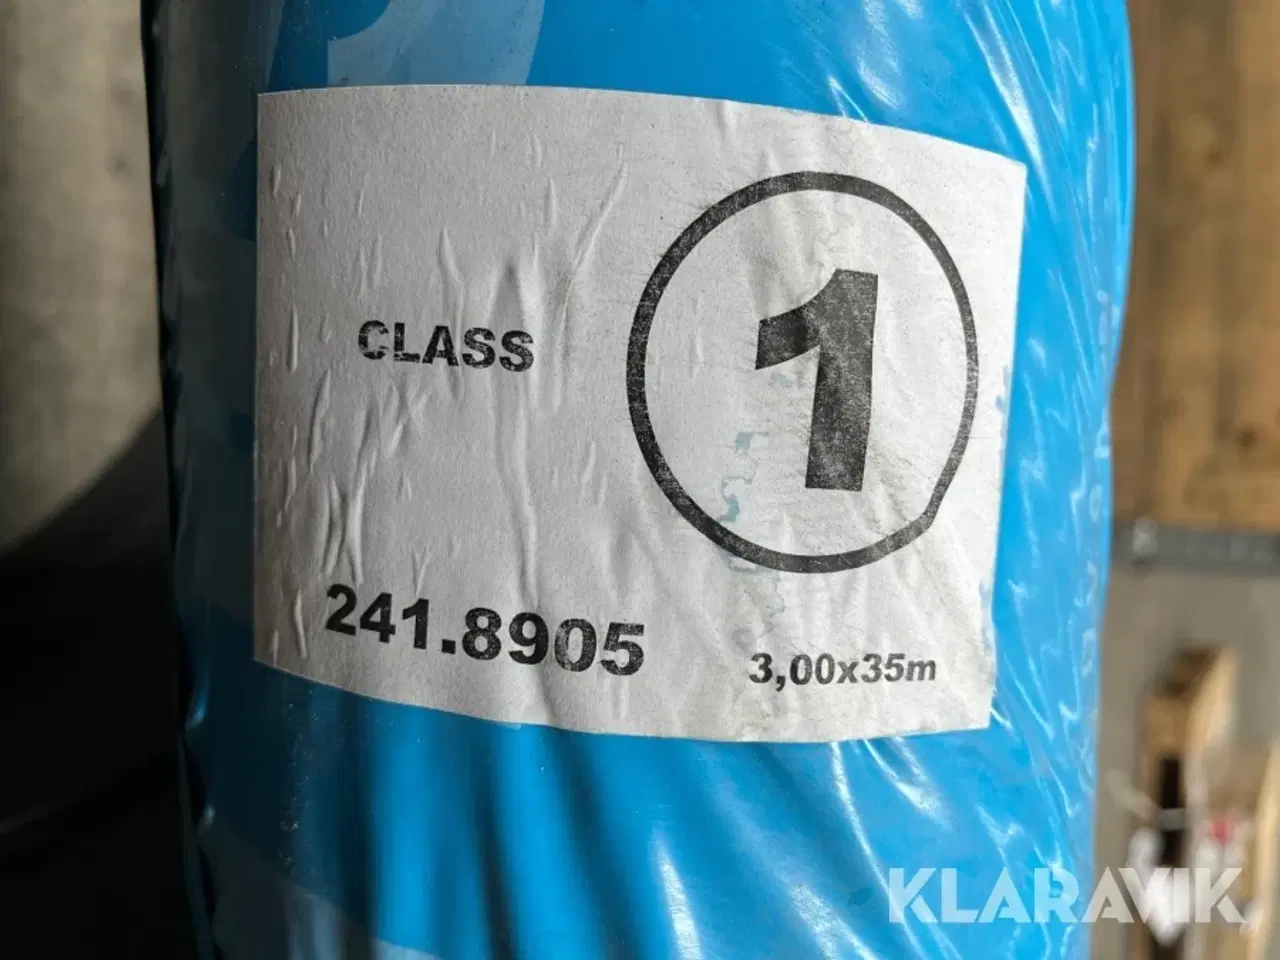 CLASS
1
241.8905
3,00x35m
KLARAVIK